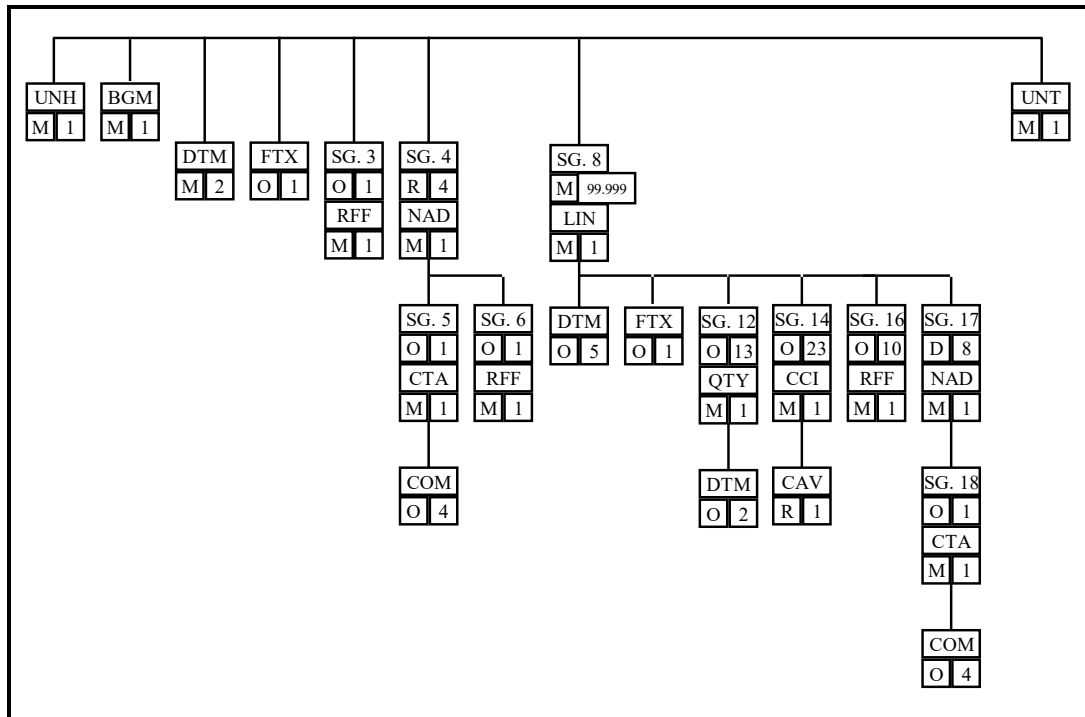 UNH BGM UNT
M 1 M 1 M 1
DTM FTX SG. 3 SG. 4 SG. 8
M 2 O 1 O 1 R 4 M 99.999
RFF NAD LIN
M 1 M 1 M 1
SG. 5 SG. 6 DTM FTX SG. 12 SG. 14 SG. 16 SG. 17
O 1 O 1 O 5 O 1 O 13 O 23 O 10 D 8
CTA RFF QTY CCI RFF NAD
M 1 M 1 M 1 M 1 M 1 M 1
COM DTM CAV SG. 18
O 4 O 2 R 1 O 1
CTA
M 1
COM
O 4